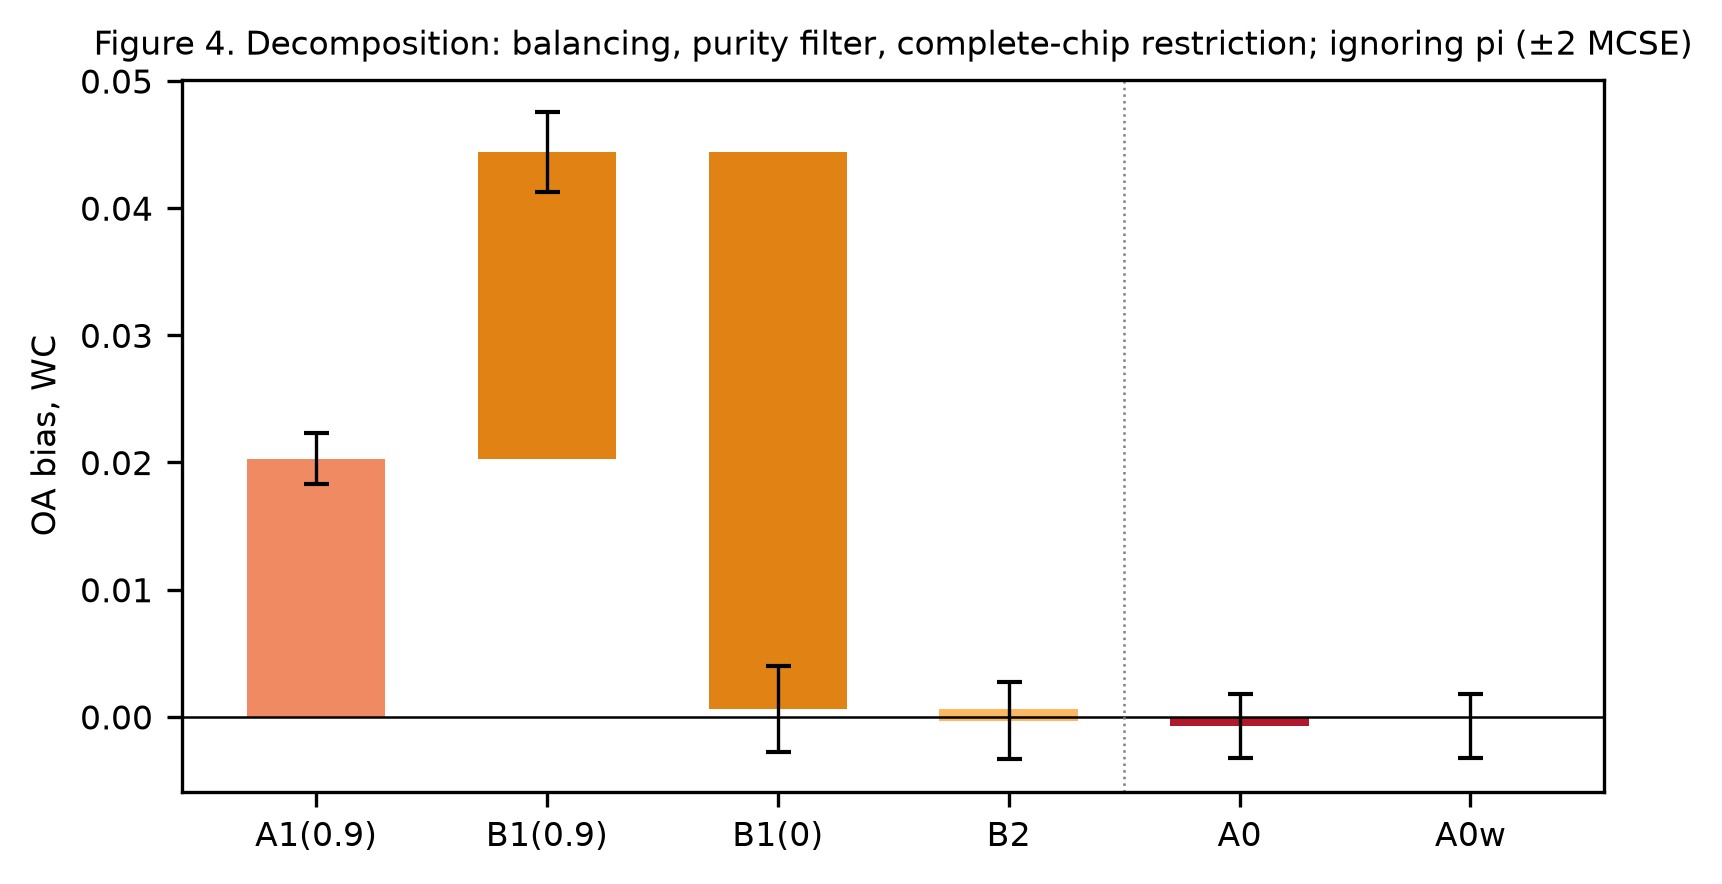 Figure 4. Decomposition: balancing, purity filter, complete-chip restriction; ignoring pi (±2 MCSE)
0.05
0.04
0.03
0.02
0.01
0.00
OA bias, WC
A1(0.9)
B1(0.9)
B1(0)
B2
A0
A0w